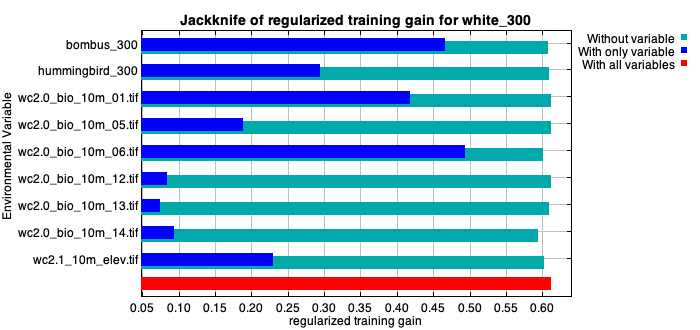 Jackknife of regularized training gain for white_300
Without variable
With only variable
With all variables
Environmental Variable
bombus_300
hummingbird_300
wc2.0_bio_10m_01.tif
wc2.0_bio_10m_05.tif
wc2.0_bio_10m_06.tif
wc2.0_bio_10m_12.tif
wc2.0_bio_10m_13.tif
wc2.0_bio_10m_14.tif
wc2.1_10m_elev.tif
0.05 0.10 0.15 0.20 0.25 0.30 0.35 0.40 0.45 0.50 0.55 0.60
regularized training gain